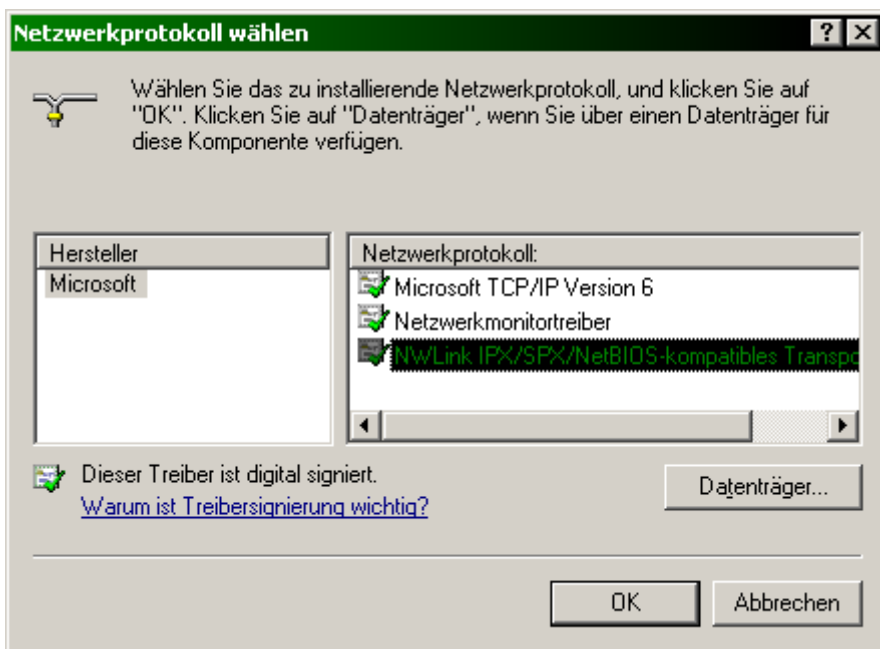 Netzwerkprotokoll wählen
Wählen Sie das zu installierende Netzwerkprotokoll, und klicken Sie auf
"OK". Klicken Sie auf "Datenträger", wenn Sie über einen Datenträger für
diese Komponente verfügen.
Hersteller
Microsoft
Netzwerkprotokoll:
Microsoft TCP/IP Version 6
Netzwerkmonitortreiber
NWLink IPX/SPX/NetBIOS-kompatibles Transpo
Dieser Treiber ist digital signiert.
Warum ist Treibersignierung wichtig?
Datenträger...
OK
Abbrechen